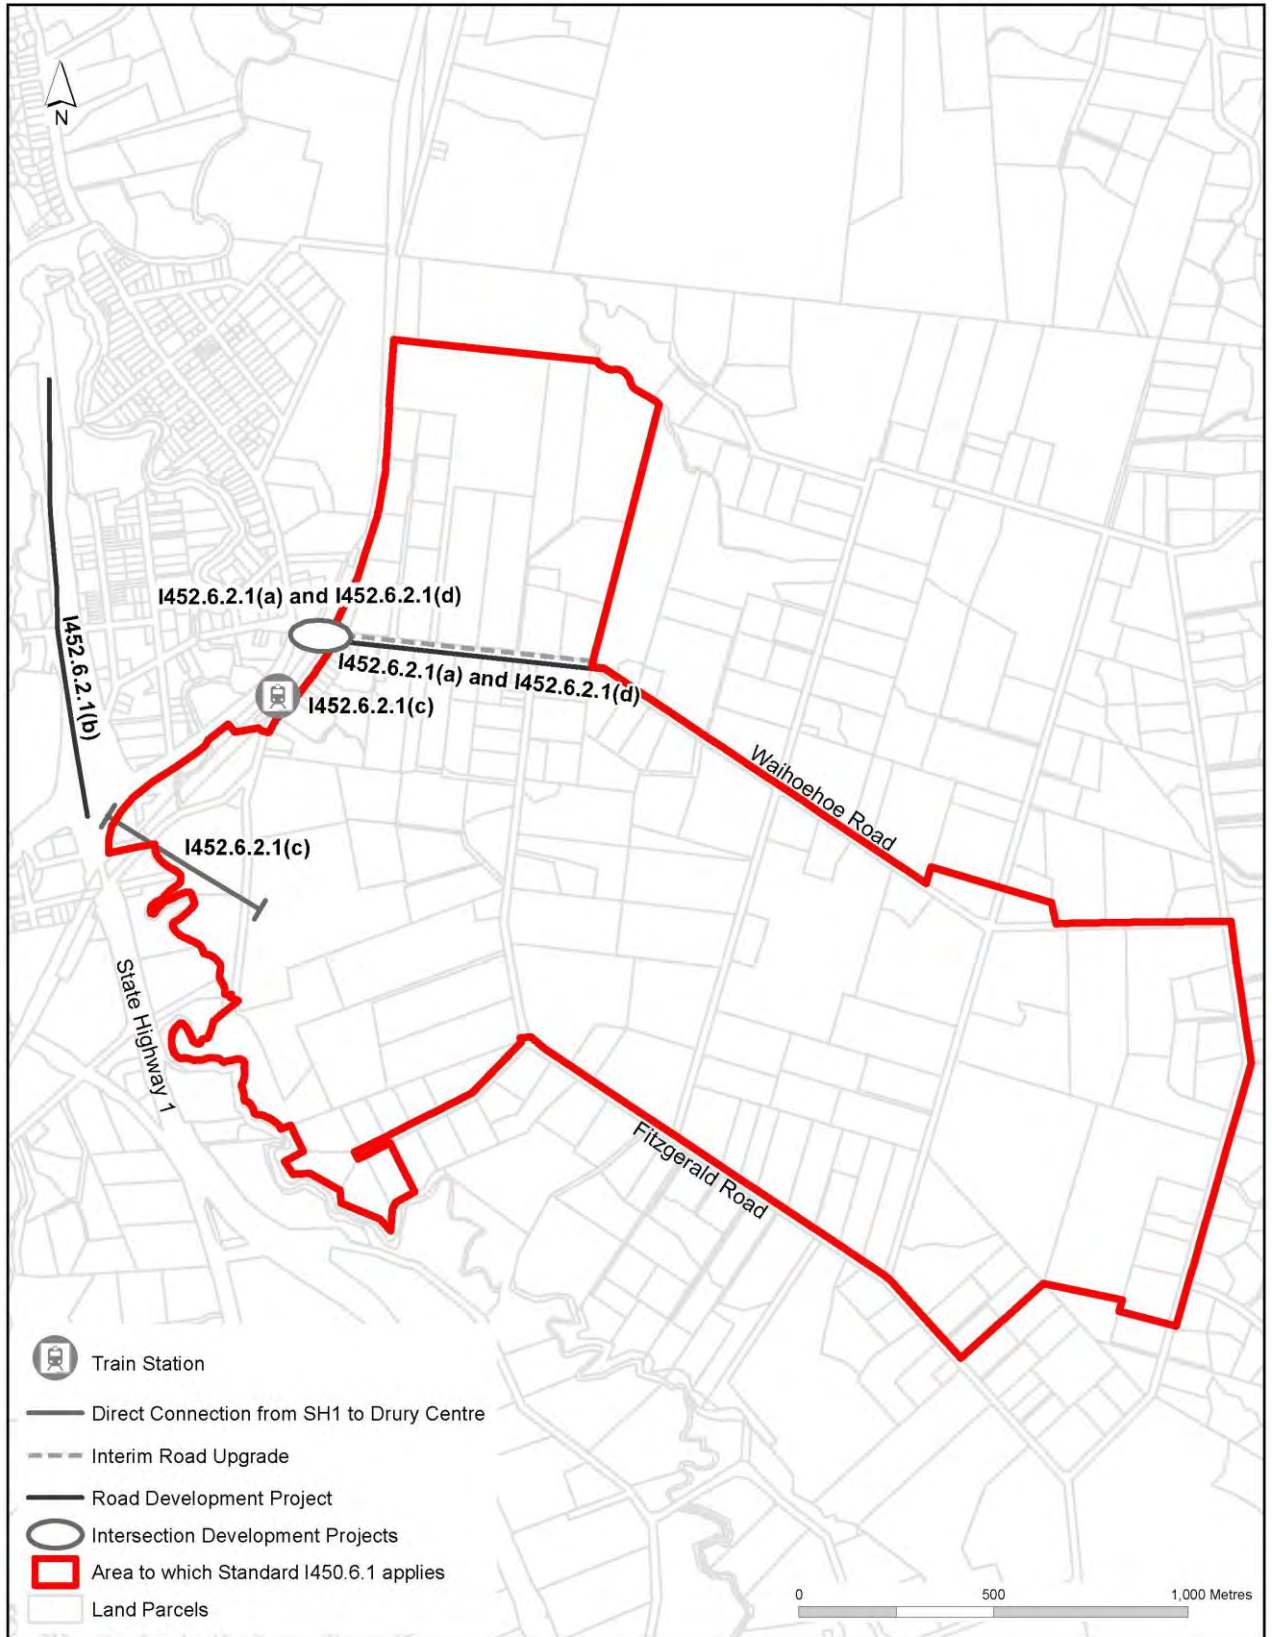 N
I452.6.2.1(a) and I452.6.2.1(d)
I452.6.2.1(b)
I452.6.2.1(a) and I452.6.2.1(d)
I452.6.2.1(c)
Waihoehoe Road
I452.6.2.1(c)
State Highway 1
Fitzgerald Road
Train Station
Direct Connection from SH1 to Drury Centre
Interim Road Upgrade
Road Development Project
Intersection Development Projects
Area to which Standard I450.6.1 applies
Land Parcels
0 500 1,000 Metres